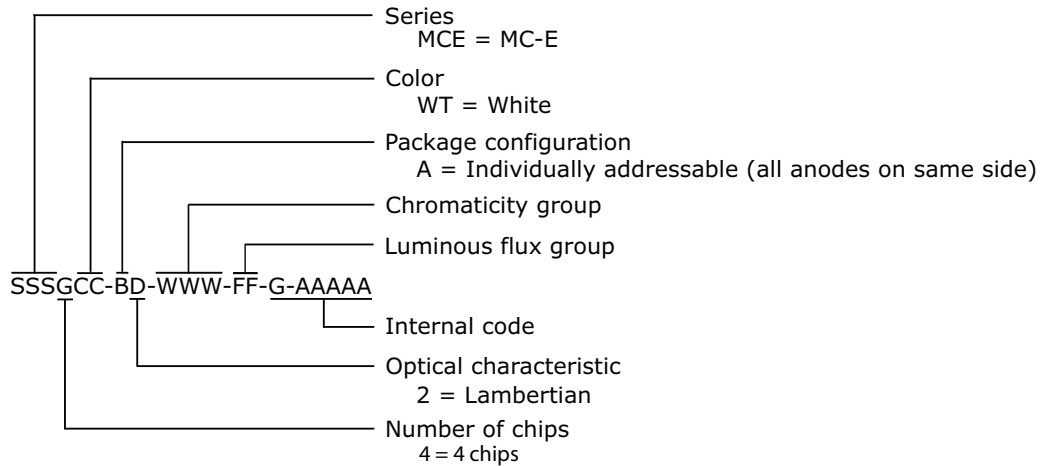 Series
MCE = MC-E
Color
WT = White
Package configuration
A = Individually addressable (all anodes on same side)
Chromaticity group
Luminous flux group
SSSGCC-BD-WWW-FF-G-AAAAA
Internal code
Optical characteristic
2 = Lambertian
Number of chips
4 = 4 chips